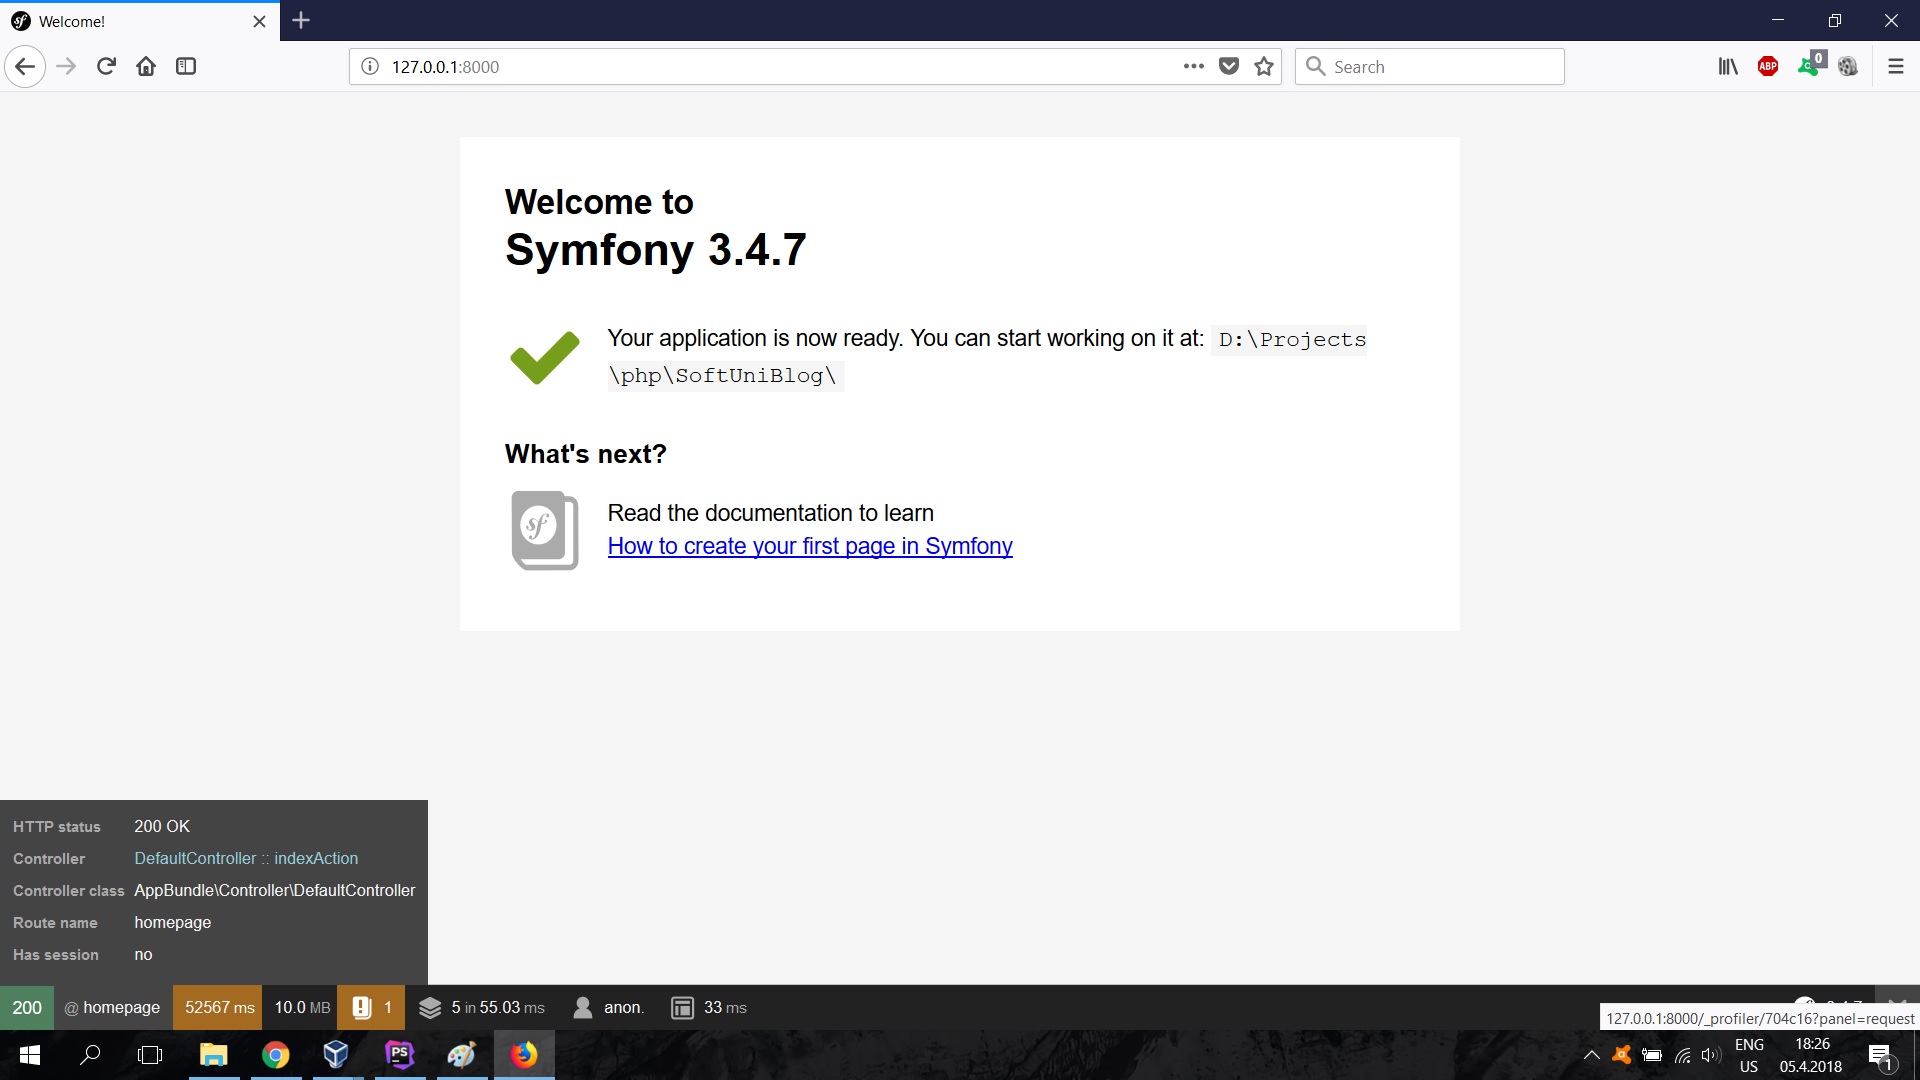 Welcome!
127.0.0.1:8000
Search
ABP
0
Welcome to
Symfony 3.4.7
Your application is now ready. You can start working on it at: D:\Projects
\php\SoftUniBlog\
What's next?
sf
Read the documentation to learn
How to create your first page in Symfony
HTTP status 200 OK
Controller DefaultController :: indexAction
Controller class AppBundle\Controller\DefaultController
Route name homepage
Has session no
200 @ homepage 52567 ms 10.0 MB 1 5 in 55.03 ms anon. 33 ms
127.0.0.1:8000/_profiler/704c16?panel=request
PS
ENG
US
18:26
05.4.2018
1